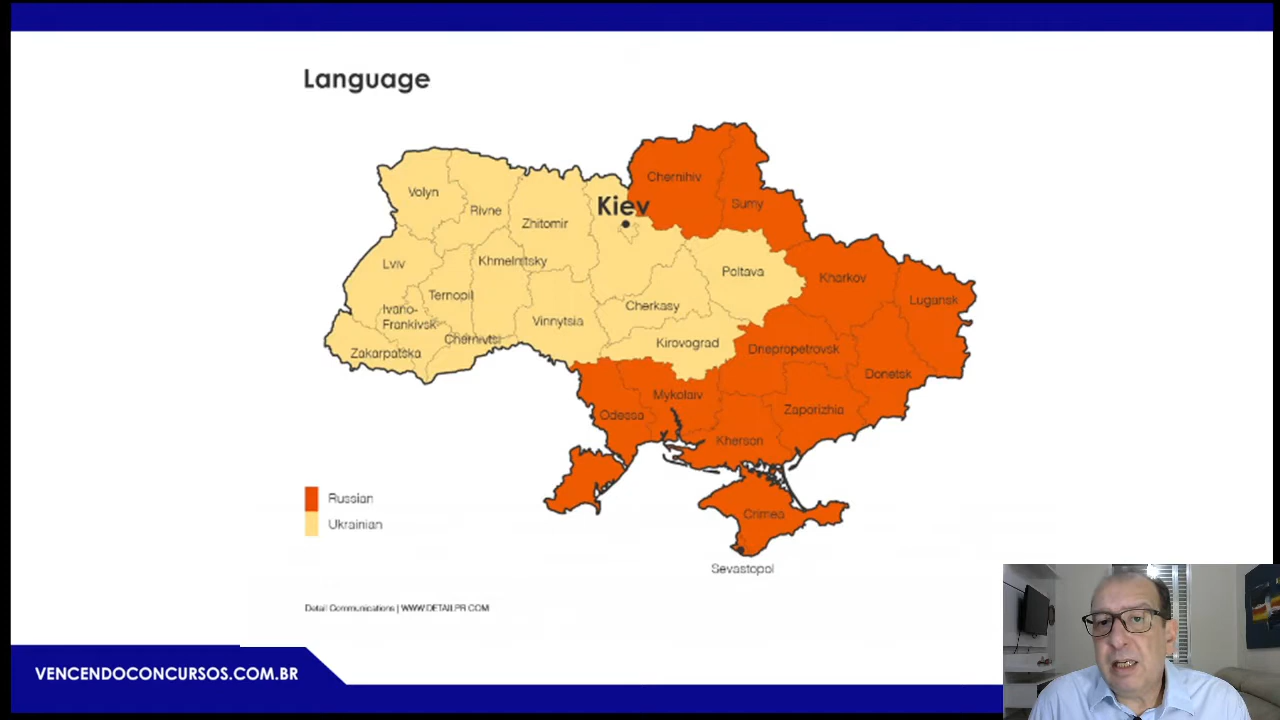 Language
Chernihiv
Volyn
Sumy
Kiev
Rivne
Zhitomir
Lviv
Khmelnitsky
Poltava
Kharkov
Ternopil
Lugansk
Cherkasy
Ivano-
Frankivsk
Vinnytsia
Chernivtsi
Kirovograd
Dnepropetrovsk
Zakarpatska
Donetsk
Mykolaiv
Odessa
Zaporizhia
Kherson
Russian
Crimea
Ukrainian
Sevastopol
Detail Communications | WWW.DETAILPR.COM
VENCENDOCONCURSOS.COM.BR